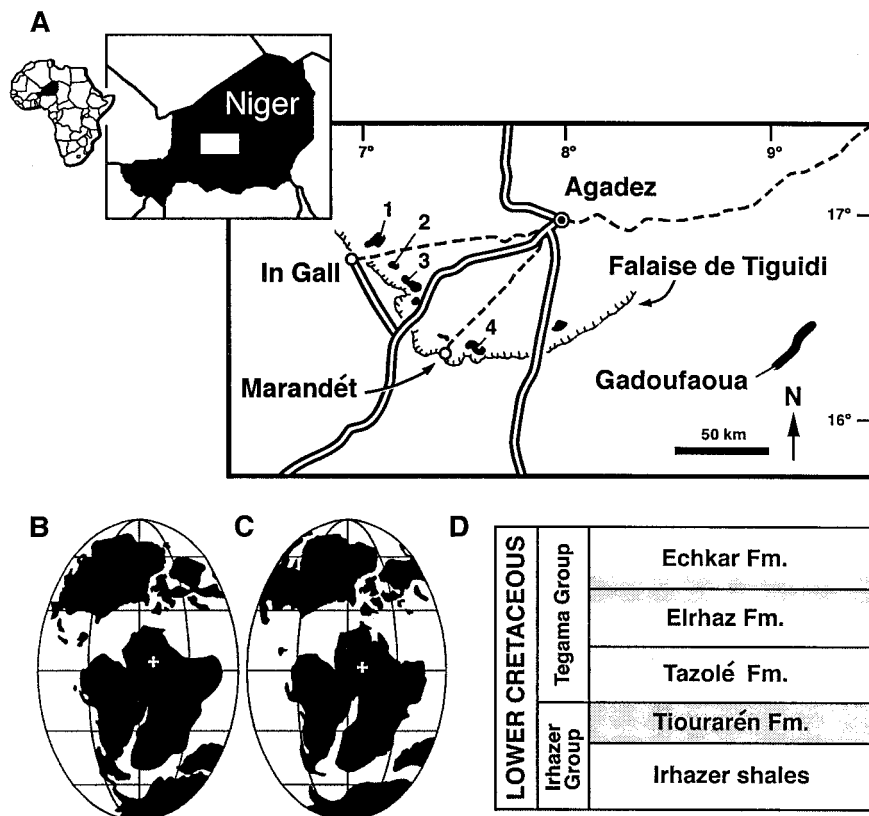 A
Niger
7°
8°
9°
Agadez
17°
1
2
3
In Gall
Falaise de Tiguidi
4
Marandét
Gadoufaoua
N
50 km
16°
B
C
D
LOWER CRETACEOUS
Tegama Group
Echkar Fm.
Elrhaz Fm.
Tazolé Fm.
Irhazer
Group
Tiourarén Fm.
Irhazer shales